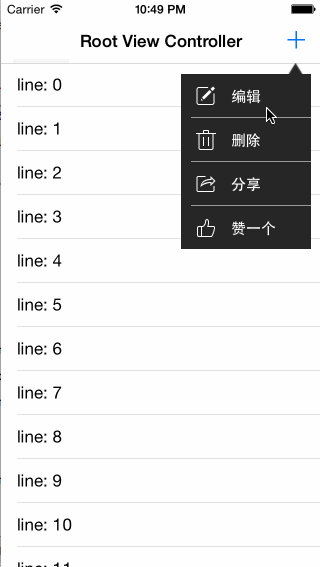 Carrier 10:49 PM
Root View Controller +
line: 0
line: 1
line: 2
line: 3
line: 4
line: 5
line: 6
line: 7
line: 8
line: 9
line: 10
line: 11
编辑
删除
分享
赞一个